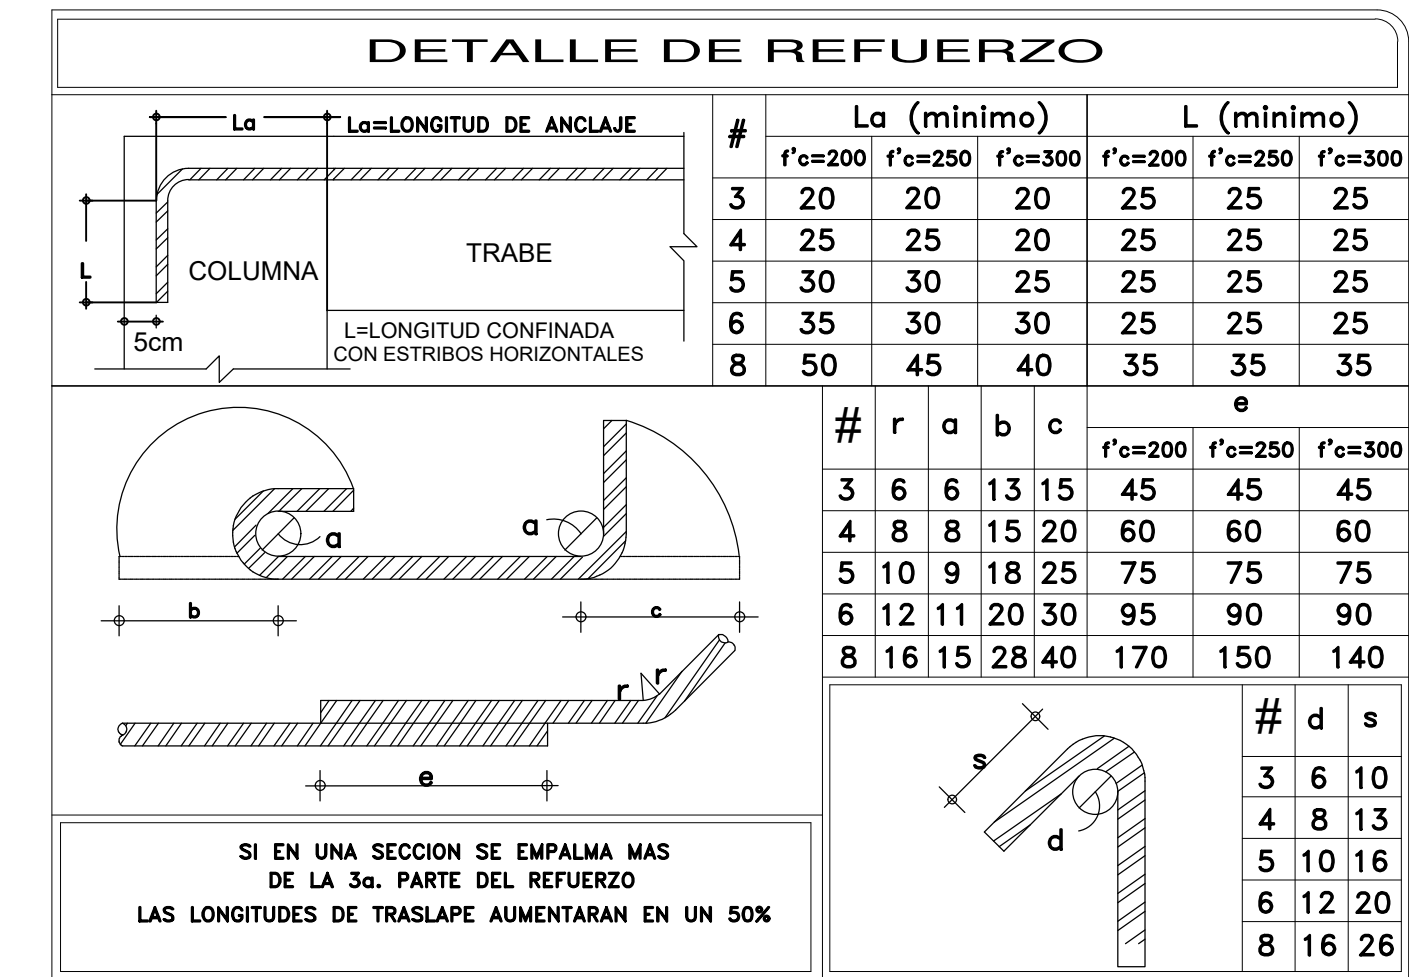 DETALLE DE REFUERZO
La
La=LONGITUD DE ANCLAJE
L
COLUMNA
TRABE
5cm
L=LONGITUD CONFINADA
CON ESTRIBOS HORIZONTALES
# La (minimo) L (minimo)
f'c=200 f'c=250 f'c=300 f'c=200 f'c=250 f'c=300
3 20 20 20 25 25 25
4 25 25 20 25 25 25
5 30 30 25 25 25 25
6 35 30 30 25 25 25
8 50 45 40 35 35 35
a
a
b
c
r
r
e
# r a b c e
f'c=200 f'c=250 f'c=300
3 6 6 13 15 45 45 45
4 8 8 15 20 60 60 60
5 10 9 18 25 75 75 75
6 12 11 20 30 95 90 90
8 16 15 28 40 170 150 140
SI EN UNA SECCION SE EMPALMA MAS
DE LA 3a. PARTE DEL REFUERZO
LAS LONGITUDES DE TRASLAPE AUMENTARAN EN UN 50%
s
d
# d s
3 6 10
4 8 13
5 10 16
6 12 20
8 16 26